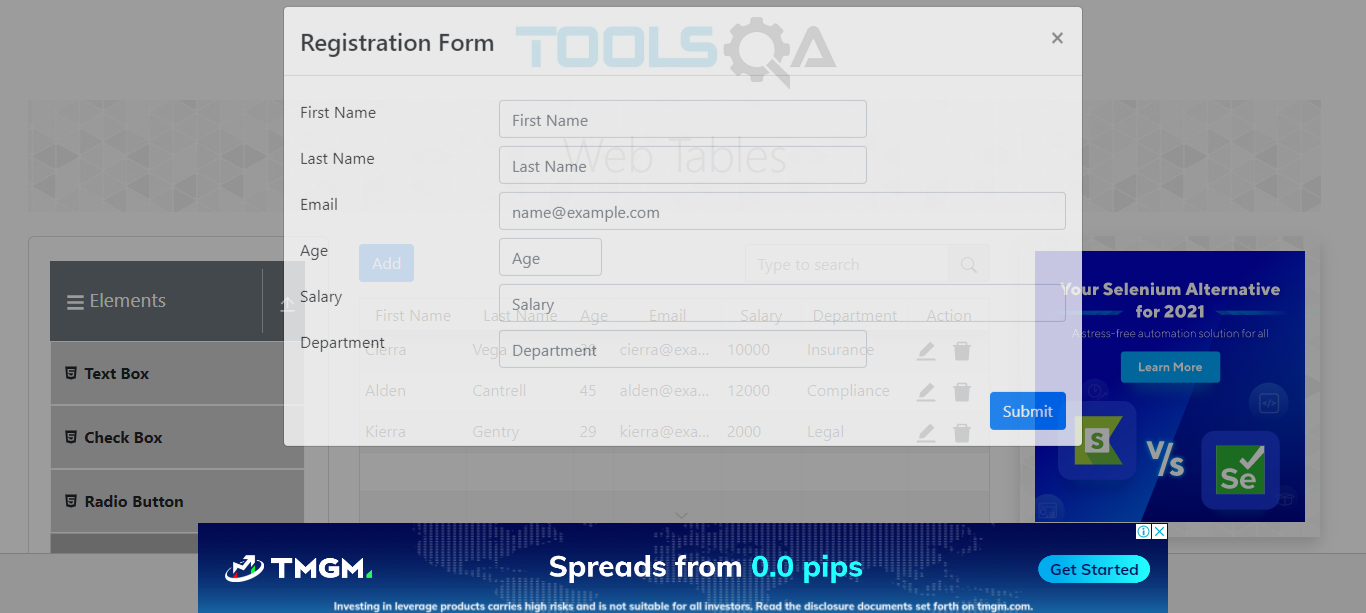 TOOLSQA
Registration Form ×
Web Tables
First Name First Name
Last Name Last Name
Email name@example.com
Age Age
Salary Salary
Department Department
Submit
Elements
Text Box
Check Box
Radio Button
Add Type to search
First Name Last Name Age Email Salary Department Action
Cierra Vega cierra@exa... 10000 Insurance
Alden Cantrell 45 alden@exa... 12000 Compliance
Kierra Gentry 29 kierra@exa... 2000 Legal
Your Selenium Alternative
for 2021
A stress-free automation solution for all
Learn More
S
V/s
Se
TMGM
Spreads from 0.0 pips
Get Started
Investing in leverage products carries high risks and is not suitable for all investors. Read the disclosure documents set forth on tmgm.com.